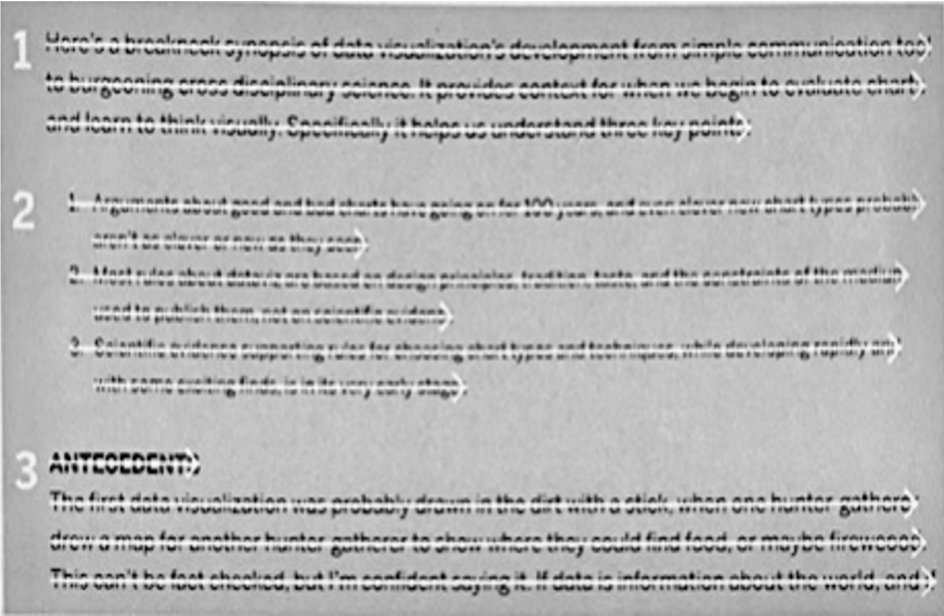 1 Here's a breakneck synopsis of data visualization's development from simple communication tool
to burgeoning cross disciplinary science. It provides context for when we begin to evaluate charts
and learn to think visually. Specifically it helps us understand three key points
2 1. Arguments about good and bad charts have going on for 100 years, and even clever new chart types probably
aren't as clever or new as they seem
2. Most rules about dataviz are based on design principles, tradition, taste, and the constraints of the medium
used to publish them, not on scientific evidence
3. Scientific evidence supporting rules for choosing chart types and techniques, while developing rapidly and
with some exciting finds, is in its very early stages
3 ANTECEDENTS
The first data visualization was probably drawn in the dirt with a stick, when one hunter gatherer
drew a map for another hunter gatherer to show where they could find food, or maybe firewood.
This can't be fact checked, but I'm confident saying it. If data is information about the world, and